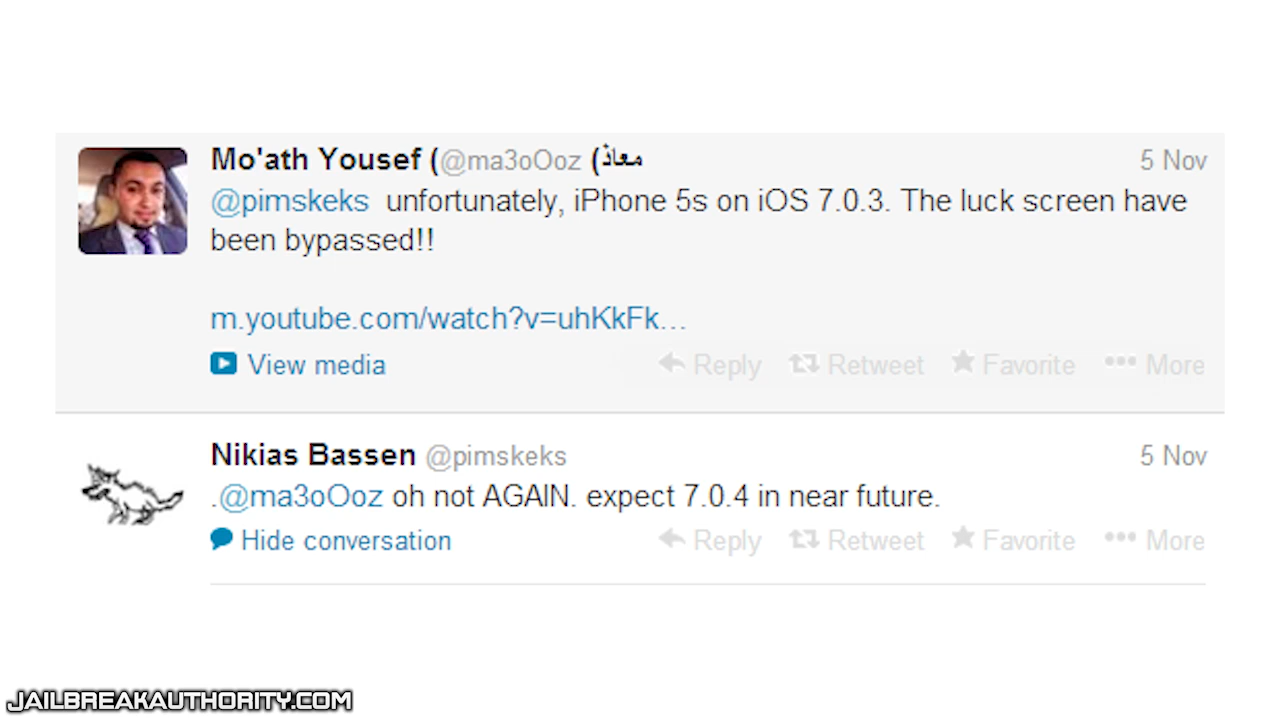 Mo'ath Yousef (معاذ) @ma3oOoz 5 Nov
@pimskeks unfortunately, iPhone 5s on iOS 7.0.3. The luck screen have
been bypassed!!
m.youtube.com/watch?v=uhKkFk...
View media Reply Retweet Favorite More
Nikias Bassen @pimskeks 5 Nov
.@ma3oOoz oh not AGAIN. expect 7.0.4 in near future.
Hide conversation Reply Retweet Favorite More
JAILBREAKAUTHORITY.COM